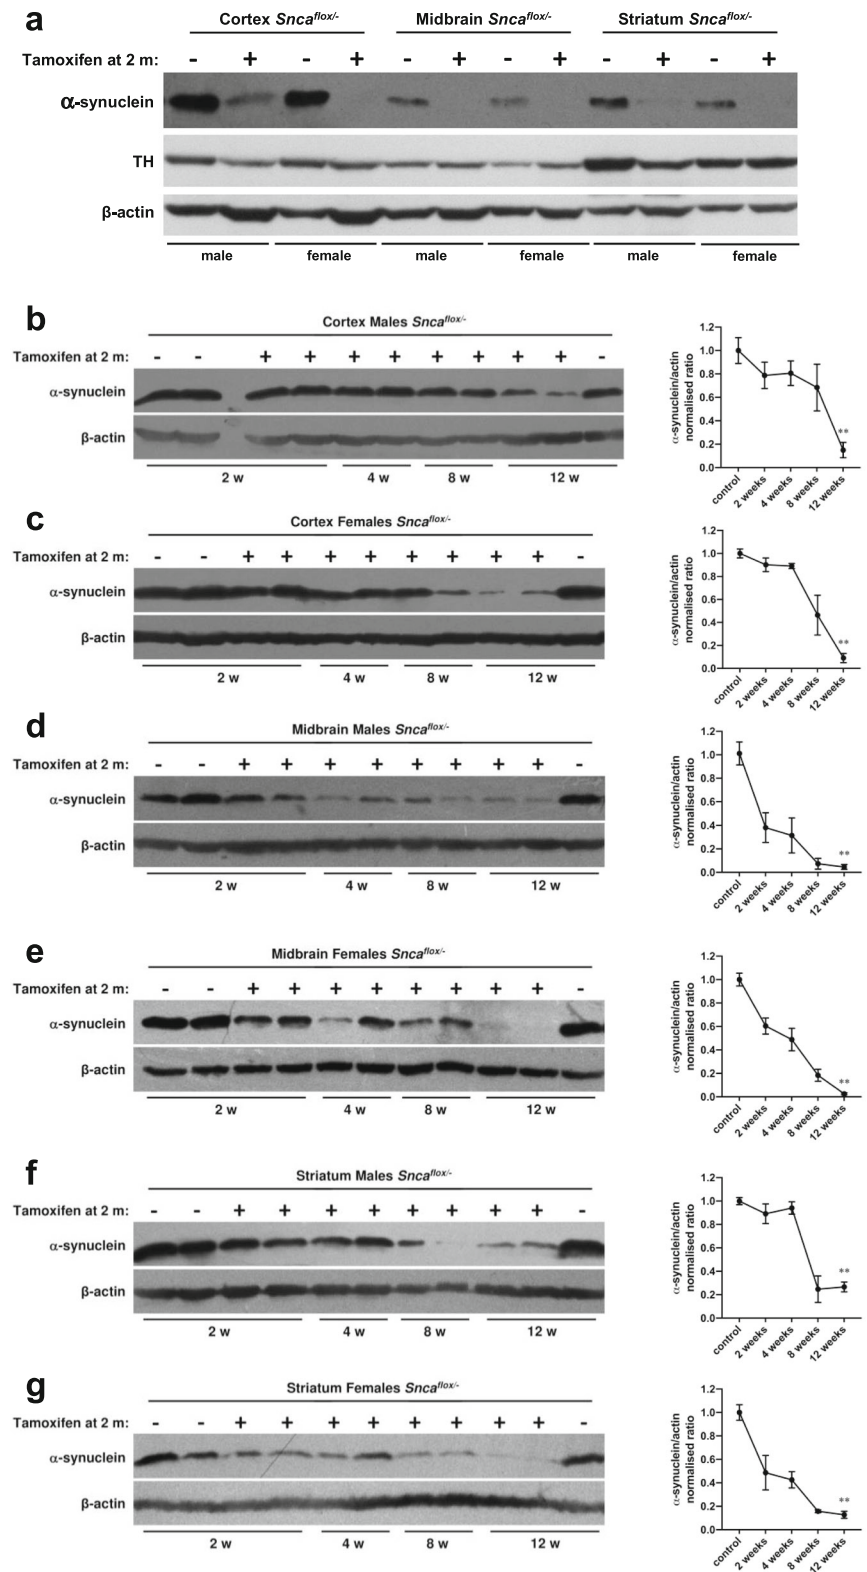 a
Cortex Snca^flox/- Midbrain Snca^flox/- Striatum Snca^flox/-
Tamoxifen at 2 m: - + - + - + - + - + - +
α-synuclein
TH
β-actin
male female male female male female
b
Cortex Males Snca^flox/-
Tamoxifen at 2 m: - - + + + + + + + + -
α-synuclein
β-actin
2 w 4 w 8 w 12 w
α-synuclein/actin
normalised ratio
1.2
1.0
0.8
0.6
0.4
0.2
0.0
**
control 2 weeks 4 weeks 8 weeks 12 weeks
c
Cortex Females Snca^flox/-
Tamoxifen at 2 m: - - + + + + + + + + -
α-synuclein
β-actin
2 w 4 w 8 w 12 w
α-synuclein/actin
normalised ratio
1.2
1.0
0.8
0.6
0.4
0.2
0.0
**
control 2 weeks 4 weeks 8 weeks 12 weeks
d
Midbrain Males Snca^flox/-
Tamoxifen at 2 m: - - + + + + + + + + -
α-synuclein
β-actin
2 w 4 w 8 w 12 w
α-synuclein/actin
normalised ratio
1.2
1.0
0.8
0.6
0.4
0.2
0.0
**
control 2 weeks 4 weeks 8 weeks 12 weeks
e
Midbrain Females Snca^flox/-
Tamoxifen at 2 m: - - + + + + + + + + -
α-synuclein
β-actin
2 w 4 w 8 w 12 w
α-synuclein/actin
normalised ratio
1.2
1.0
0.8
0.6
0.4
0.2
0.0
**
control 2 weeks 4 weeks 8 weeks 12 weeks
f
Striatum Males Snca^flox/-
Tamoxifen at 2 m: - - + + + + + + + + -
α-synuclein
β-actin
2 w 4 w 8 w 12 w
α-synuclein/actin
normalised ratio
1.2
1.0
0.8
0.6
0.4
0.2
0.0
**
control 2 weeks 4 weeks 8 weeks 12 weeks
g
Striatum Females Snca^flox/-
Tamoxifen at 2 m: - - + + + + + + + + -
α-synuclein
β-actin
2 w 4 w 8 w 12 w
α-synuclein/actin
normalised ratio
1.2
1.0
0.8
0.6
0.4
0.2
0.0
**
control 2 weeks 4 weeks 8 weeks 12 weeks